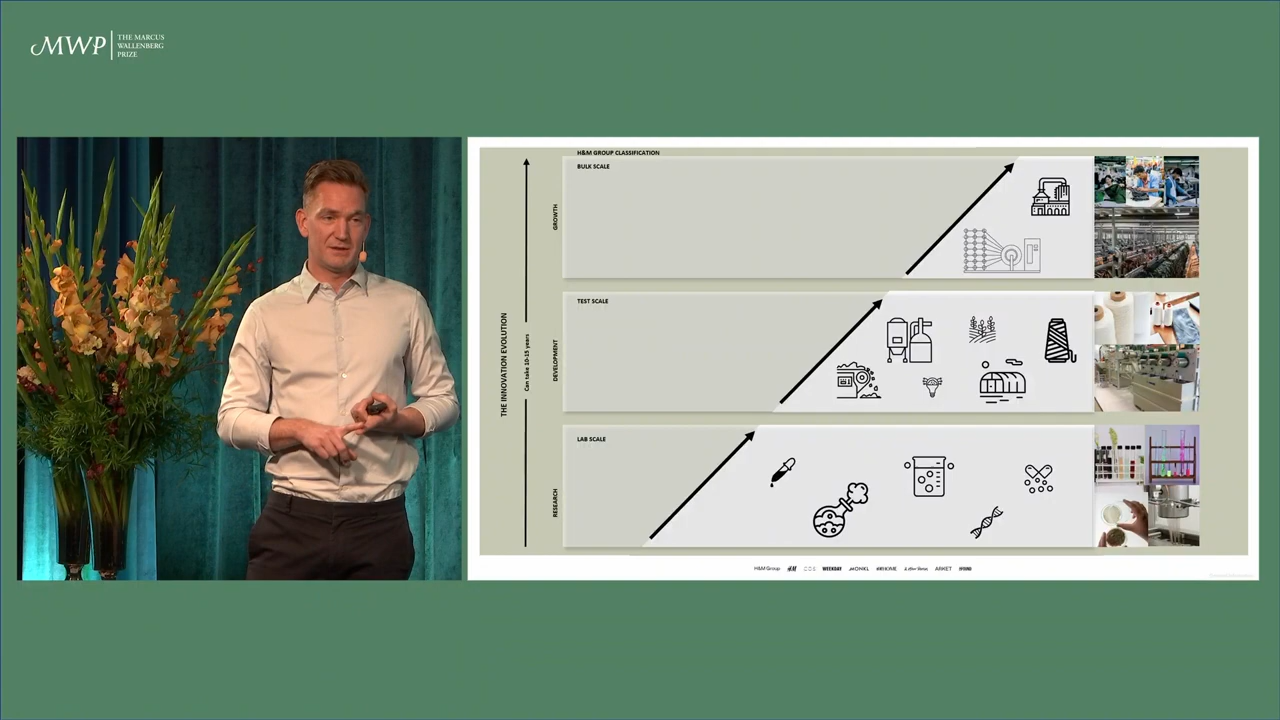 MWP
THE MARCUS
WALLENBERG
PRIZE
H&M GROUP CLASSIFICATION
BULK SCALE
GROWTH
THE INNOVATION EVOLUTION
Can take 10-15 years
TEST SCALE
DEVELOPMENT
LAB SCALE
RESEARCH
H&M Group H&M COS WEEKDAY MONKI H&M HOME & Other Stories ARKET